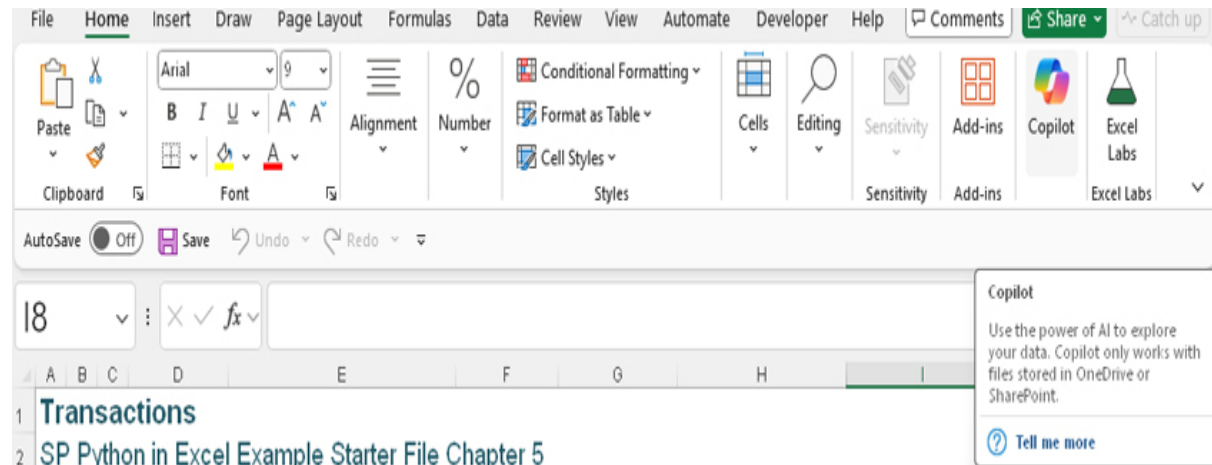 File Home Insert Draw Page Layout Formulas Data Review View Automate Developer Help Comments Share Catch up
Arial 9
Conditional Formatting
B I U A A
Format as Table
Paste Alignment Number Cells Editing Sensitivity Add-ins Copilot Excel Labs
A
Cell Styles
Clipboard Font Styles Sensitivity Add-ins Excel Labs
AutoSave Off Save Undo Redo
I8 fx
Copilot
Use the power of AI to explore
your data. Copilot only works with
files stored in OneDrive or
SharePoint.
Tell me more
A B C D E F G H I
1 Transactions
2 SP Python in Excel Example Starter File Chapter 5